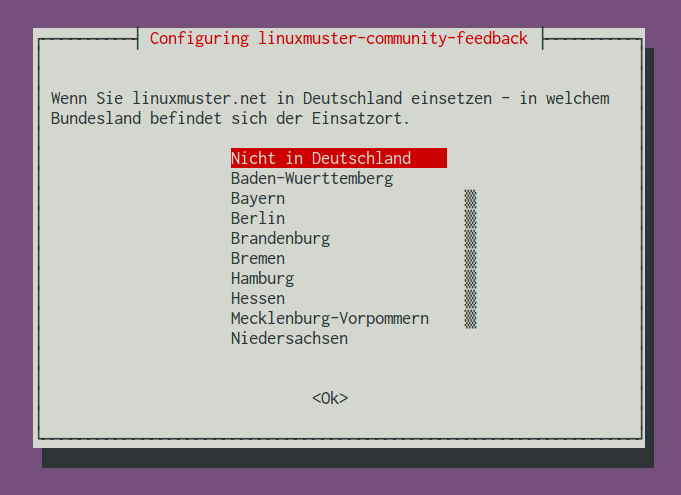 Configuring linuxmuster-community-feedback
Wenn Sie linuxmuster.net in Deutschland einsetzen - in welchem
Bundesland befindet sich der Einsatzort.
Nicht in Deutschland
Baden-Wuerttemberg
Bayern
Berlin
Brandenburg
Bremen
Hamburg
Hessen
Mecklenburg-Vorpommern
Niedersachsen
<Ok>